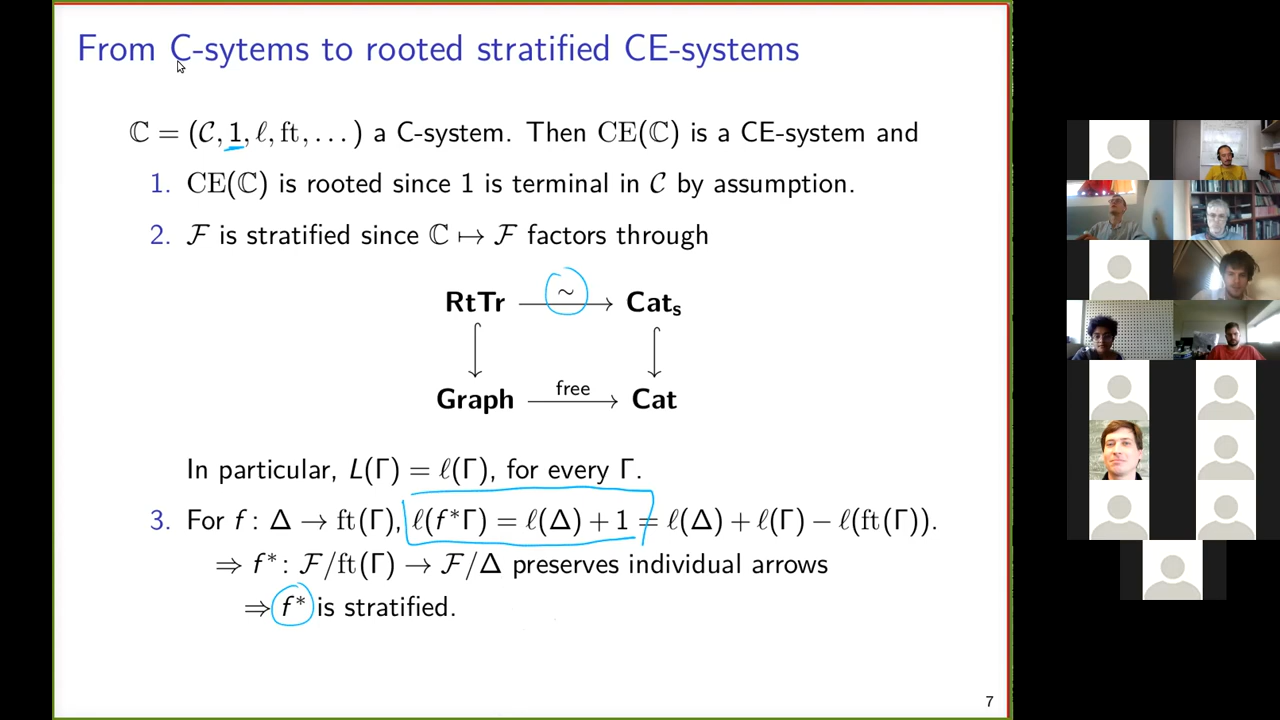 From C-sytems to rooted stratified CE-systems
ℂ = (𝒞, 1, ℓ, ft, . . . ) a C-system. Then CE(ℂ) is a CE-system and
1. CE(ℂ) is rooted since 1 is terminal in 𝒞 by assumption.
2. ℱ is stratified since ℂ ↦ ℱ factors through
∼
RtTr Cats
free
Graph Cat
In particular, L(Γ) = ℓ(Γ), for every Γ.
3. For f : Δ → ft(Γ), ℓ(f*Γ) = ℓ(Δ) + 1 = ℓ(Δ) + ℓ(Γ) − ℓ(ft(Γ)).
⇒ f* : ℱ/ft(Γ) → ℱ/Δ preserves individual arrows
⇒ f* is stratified.
7